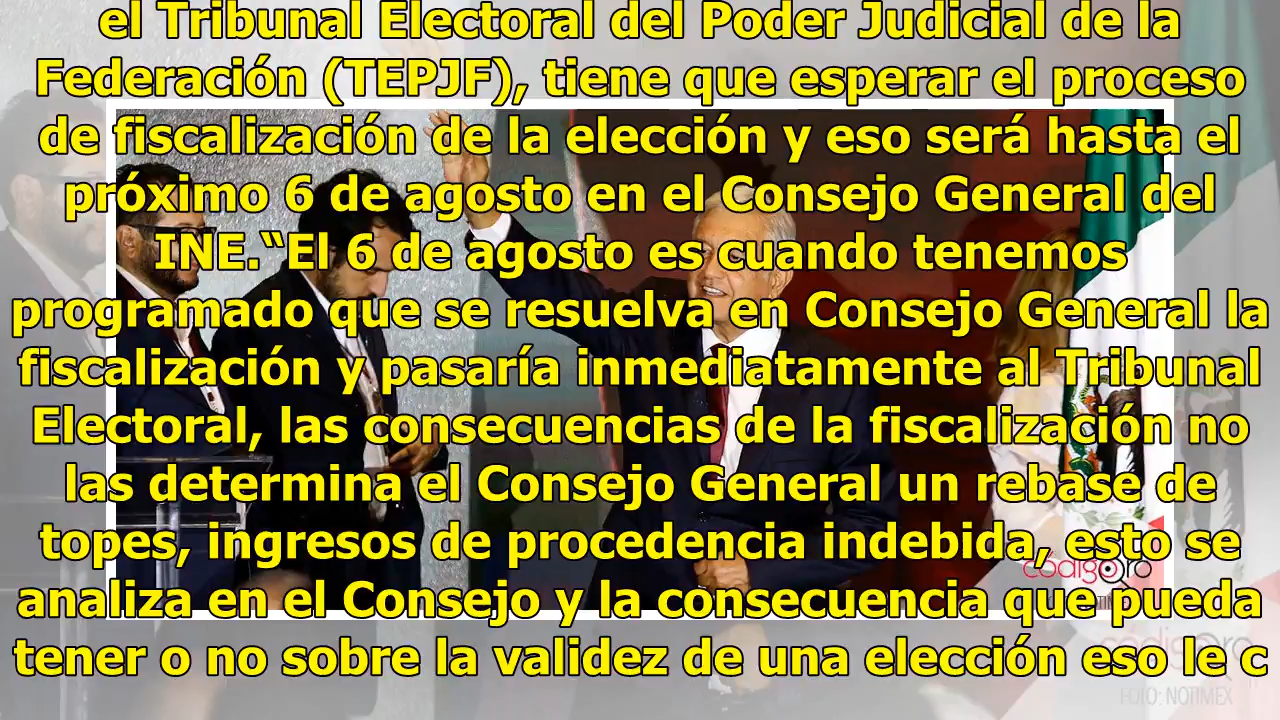 el Tribunal Electoral del Poder Judicial de la
Federación (TEPJF), tiene que esperar el proceso
de fiscalización de la elección y eso será hasta el
próximo 6 de agosto en el Consejo General del
INE.“El 6 de agosto es cuando tenemos
programado que se resuelva en Consejo General la
fiscalización y pasaría inmediatamente al Tribunal
Electoral, las consecuencias de la fiscalización no
las determina el Consejo General un rebase de
topes, ingresos de procedencia indebida, esto se
analiza en el Consejo y la consecuencia que pueda
tener o no sobre la validez de una elección eso le c
códigoqro
códigoqro
FOTO: NOTIMEX